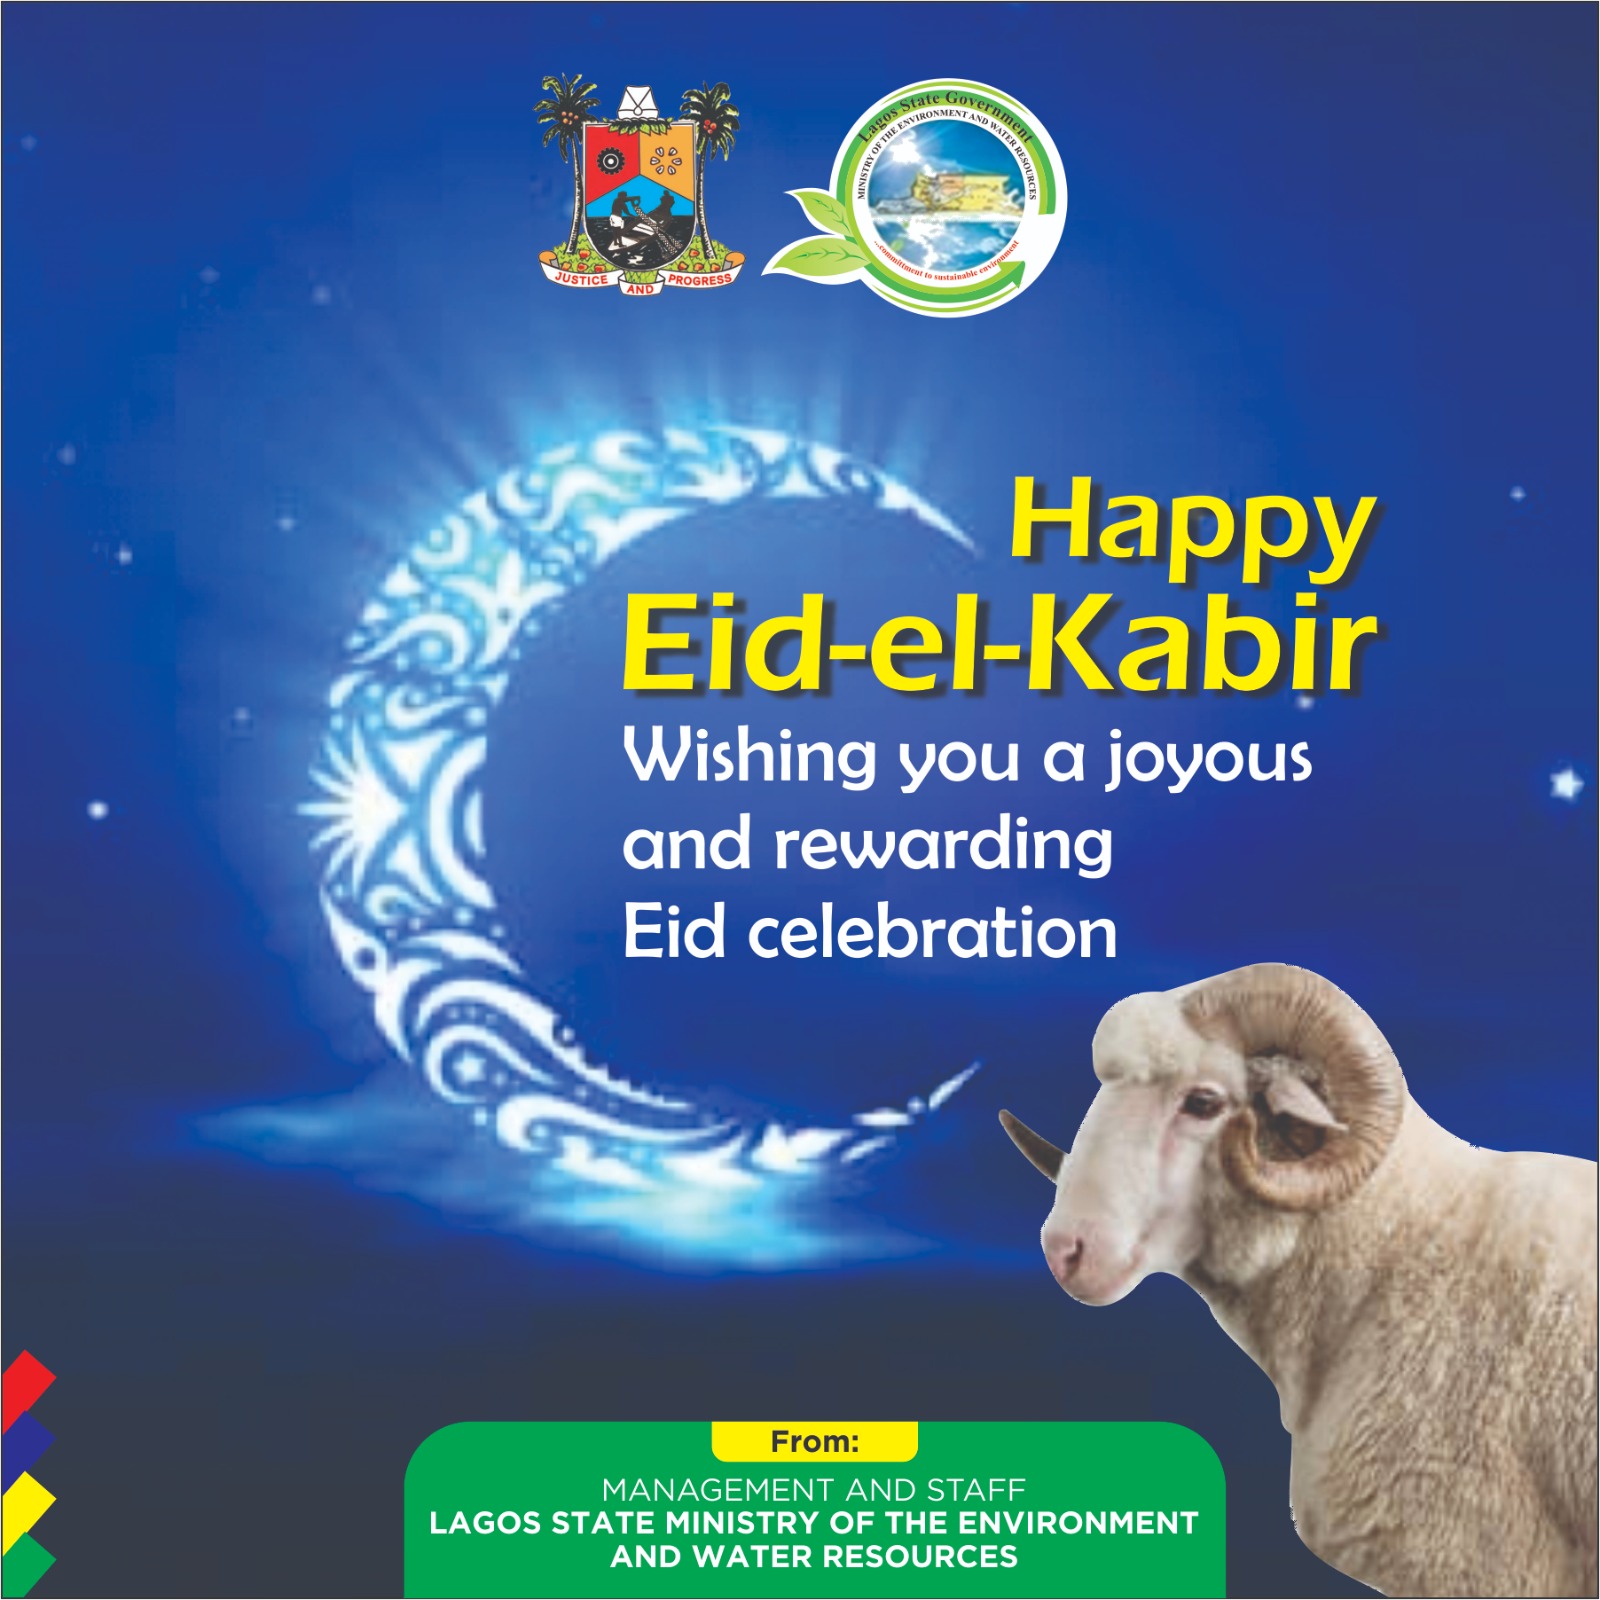 JUSTICE AND PROGRESS
Lagos State Government
MINISTRY OF THE ENVIRONMENT AND WATER RESOURCES
...committment to sustainable environment
Happy
Eid-el-Kabir
Wishing you a joyous
and rewarding
Eid celebration
From:
MANAGEMENT AND STAFF
LAGOS STATE MINISTRY OF THE ENVIRONMENT
AND WATER RESOURCES